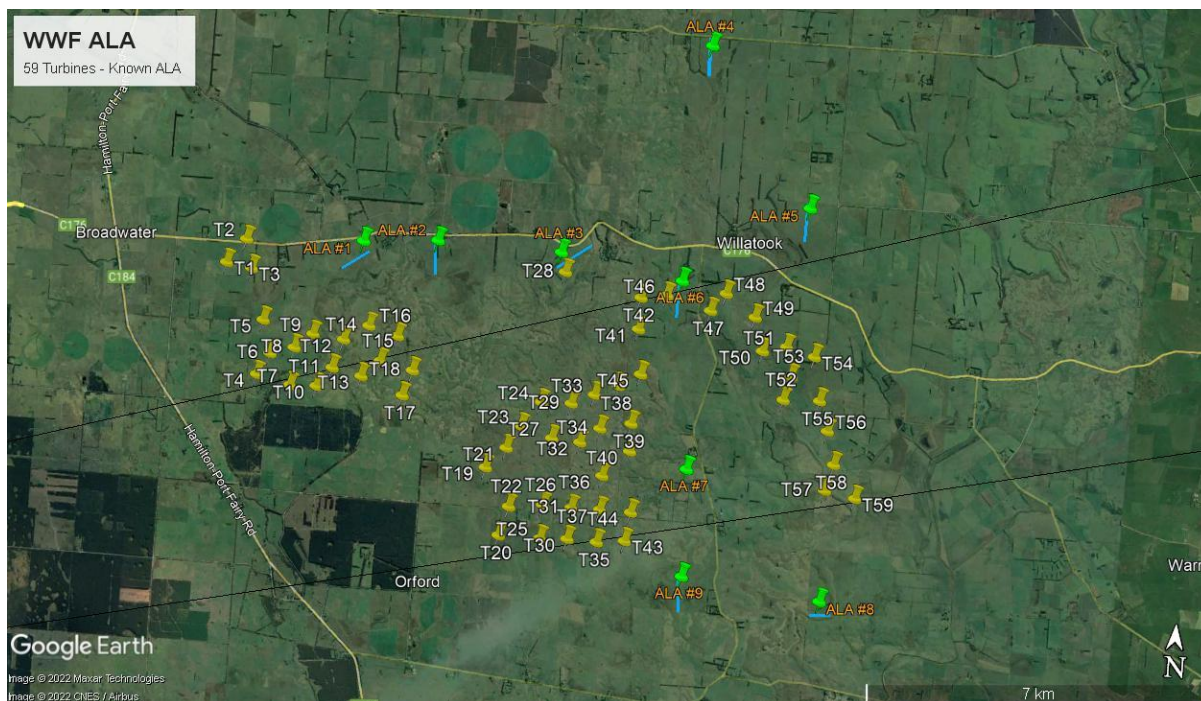 WWF ALA
59 Turbines - Known ALA
ALA #4
Hamilton-Port-Fa
ALA #5
C176
Broadwater
T2
ALA #1
ALA #2
ALA #3
Willatook
C176
T1
T3
T28
C184
T46
ALA #6
T48
T47
T49
T5
T9
T14
T16
T42
T41
T8
T12
T15
T51
T50
T53
T54
T6
T4
T7
T11
T13
T18
T10
T17
T52
T24
T33
T45
T29
T38
T55
T56
T23
T27
T34
T32
T39
Hamilton-Port-Fairy Rd
T21
T19
T40
ALA #7
T22
T26
T36
T31
T57
T58
T59
T25
T37
T44
T20
T30
T35
T43
Orford
Warr
ALA #9
ALA #8
Google Earth
Image © 2022 Maxar Technologies
Image © 2022 CNES / Airbus
N
7 km